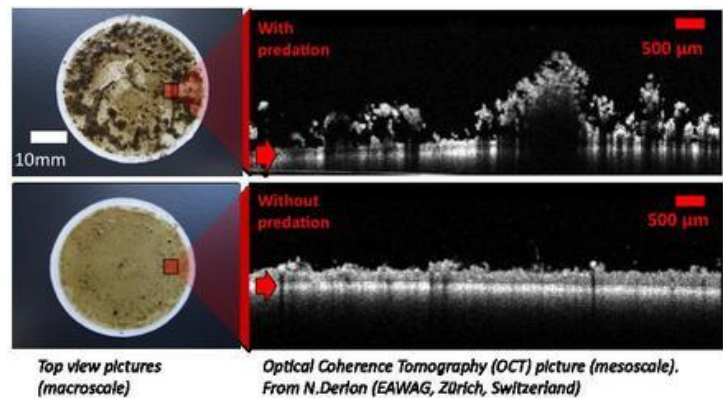 With
predation
500 µm
10mm
Without
predation
500 µm
Top view pictures
(macroscale)
Optical Coherence Tomography (OCT) picture (mesoscale).
From N.Derlon (EAWAG, Zürich, Switzerland)